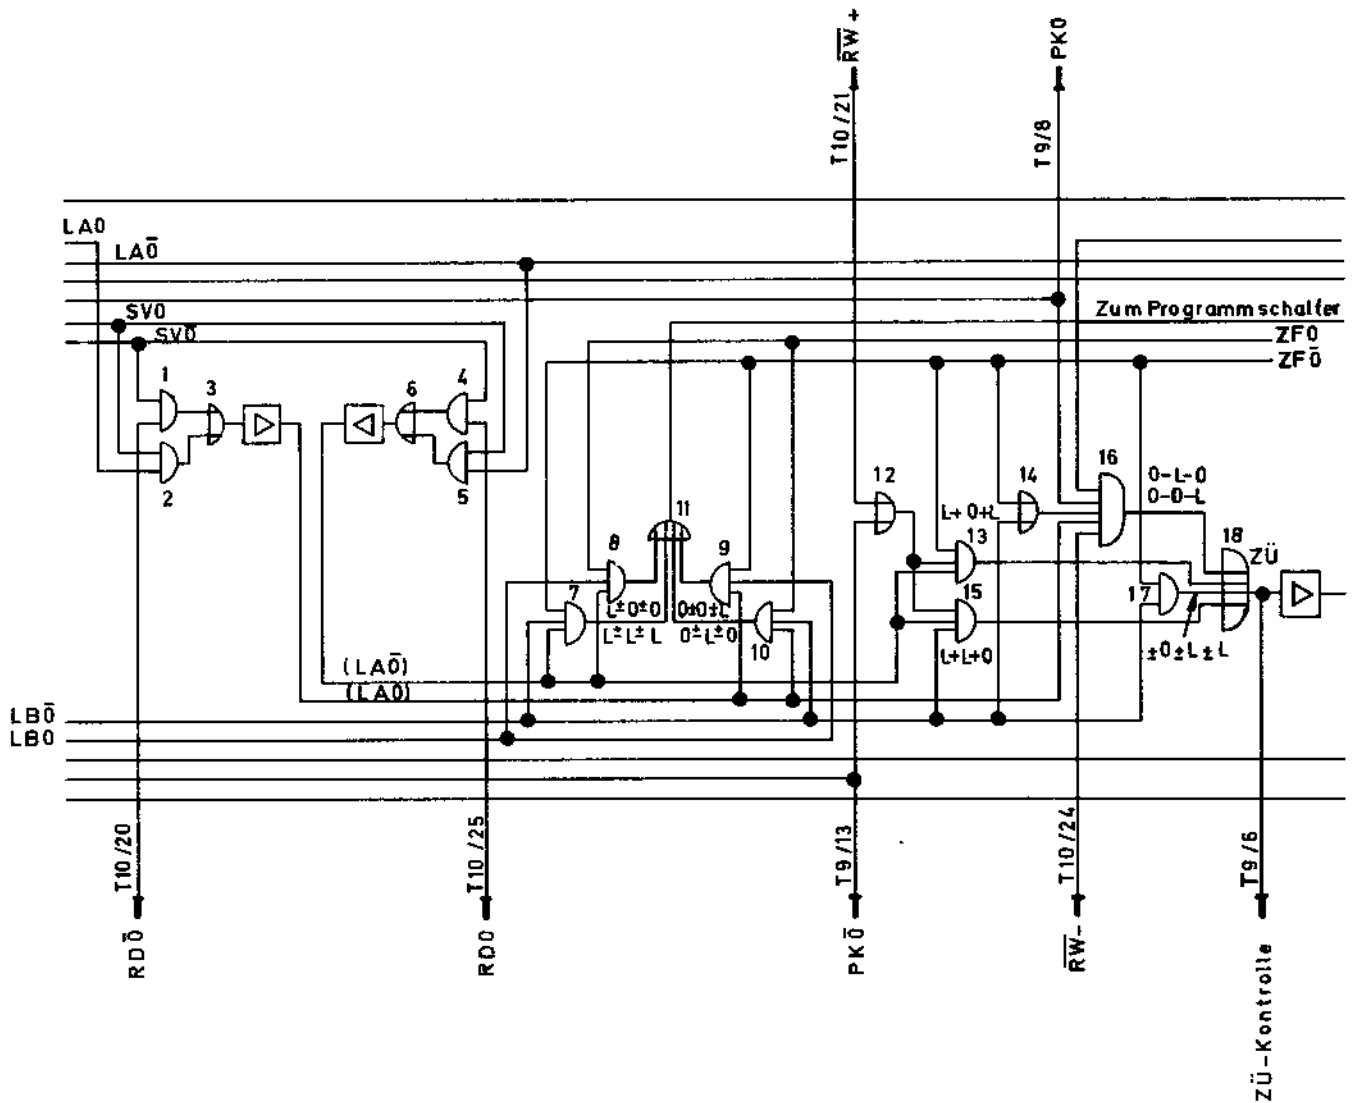 R̅W̅ +
PK0
T10/21
T9/8
LA0
LA0̄
SV0
SV0̄
Zum Programmschalter
ZF0
ZF0̄
1
3
6
4
2
5
11
12
14
16
0-L-0
0-0-L
L+0+L
13
8
9
18
ZÜ
7
L±0±0
0±0±L
15
17
L±L±L
0±L±0
10
L+L+0
±0±L±L
(LA0̄)
(LA0)
LB0̄
LB0
T10/20
T10/25
T9/13
T10/24
T9/6
RD0̄
RD0
PK0̄
R̅W̅-
ZÜ-Kontrolle